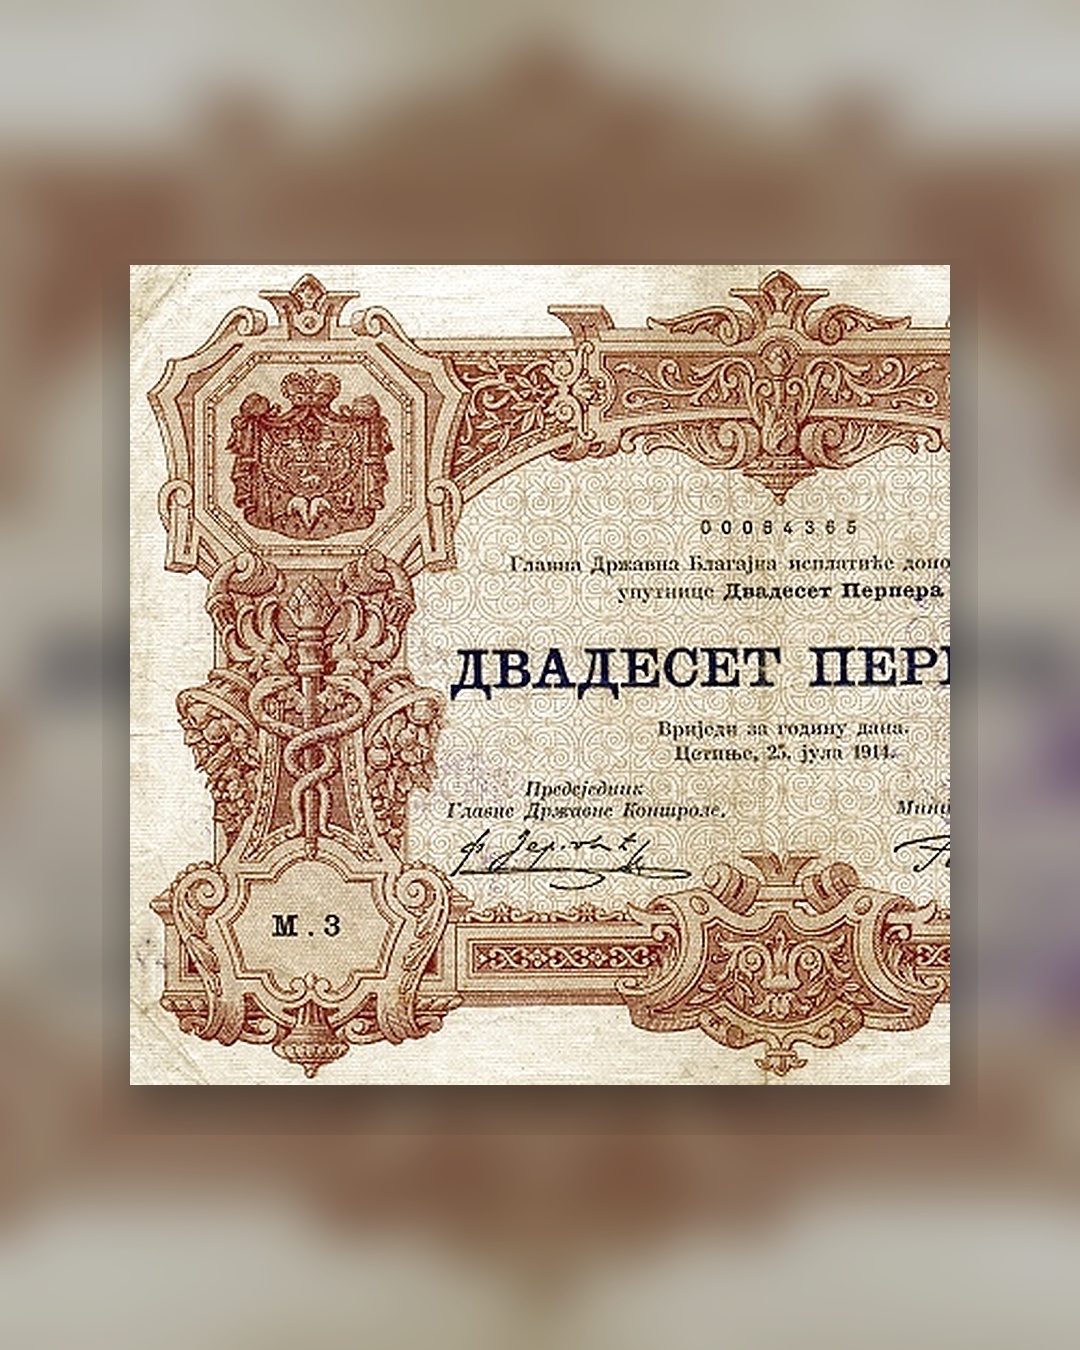 00084365
Главна Државна Благајна исплатиће доно
упутнице Двадесет Перпера
ДВАДЕСЕТ ПЕР
Вриједи за годину дана.
Цетиње, 25. јула 1914.
Предсједник
Главне Државне Контроле,
Мини
М.З